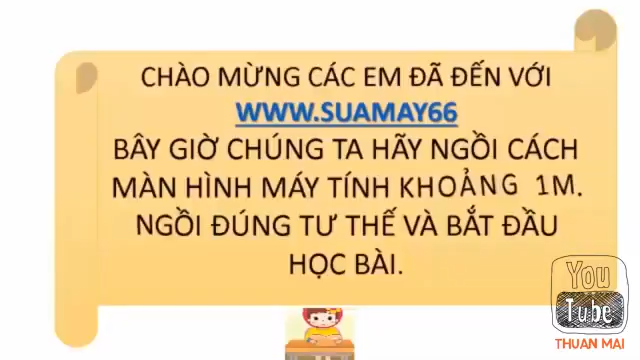 CHÀO MỪNG CÁC EM ĐÃ ĐẾN VỚI
WWW.SUAMAY66
BÂY GIỜ CHÚNG TA HÃY NGỒI CÁCH
MÀN HÌNH MÁY TÍNH KHOẢNG 1M.
NGỒI ĐÚNG TƯ THẾ VÀ BẮT ĐẦU
HỌC BÀI.
You
Tube
THUAN MAI